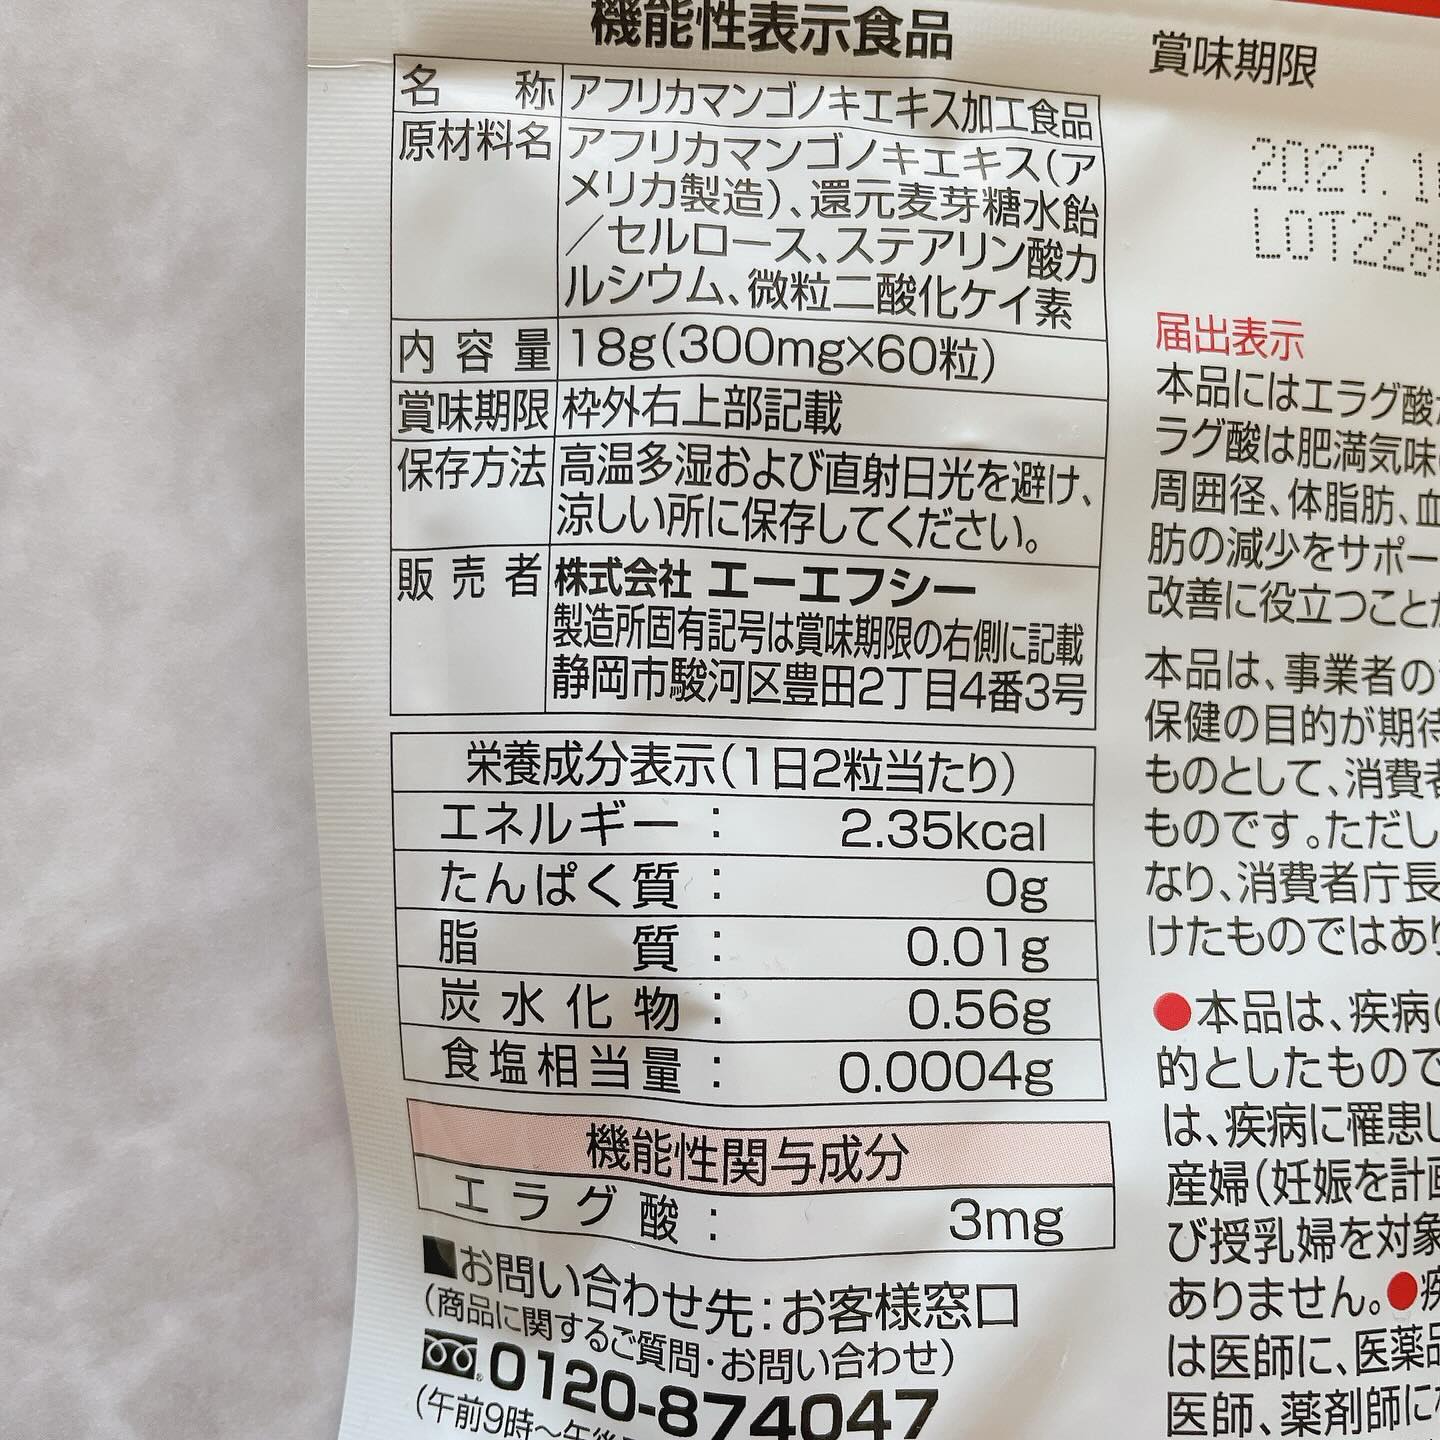 機能性表示食品
名称 アフリカマンゴノキエキス加工食品
原材料名 アフリカマンゴノキエキス(ア
メリカ製造)、還元麦芽糖水飴
/セルロース、ステアリン酸カ
ルシウム、微粒二酸化ケイ素
内容量 18g(300mg×60粒)
賞味期限 枠外右上部記載
保存方法 高温多湿および直射日光を避け、
涼しい所に保存してください。
販売者 株式会社 エーエフシー
製造所固有記号は賞味期限の右側に記載
静岡市駿河区豊田2丁目4番3号
栄養成分表示(1日2粒当たり)
エネルギー : 2.35kcal
たんぱく質 : 0g
脂質 : 0.01g
炭水化物 : 0.56g
食塩相当量 : 0.0004g
機能性関与成分
エラグ酸 : 3mg
■お問い合わせ先:お客様窓口
(商品に関するご質問・お問い合わせ)
0120-874047
(午前9時〜午後
賞味期限
2027.1
LOT228
届出表示
本品にはエラグ酸
ラグ酸は肥満気味
周囲径、体脂肪、血
肪の減少をサポー
改善に役立つこと
本品は、事業者の
保健の目的が期待
ものとして、消費者
ものです。ただし
なり、消費者庁長
けたものではあり
●本品は、疾病の
的としたもので
は、疾病に罹患し
産婦(妊娠を計画
び授乳婦を対象
ありません。●疾
は医師に、医薬品
医師、薬剤師に